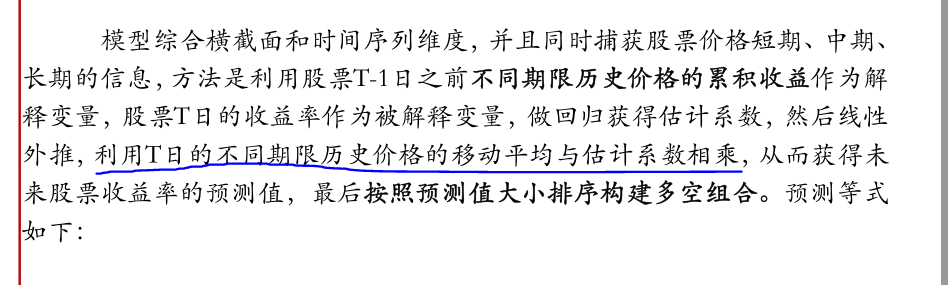 模型综合横截面和时间序列维度，并且同时捕获股票价格短期、中期、
长期的信息，方法是利用股票T-1日之前不同期限历史价格的累积收益作为解
释变量，股票T日的收益率作为被解释变量，做回归获得估计系数，然后线性
外推，利用T日的不同期限历史价格的移动平均与估计系数相乘，从而获得未
来股票收益率的预测值，最后按照预测值大小排序构建多空组合。预测等式
如下：